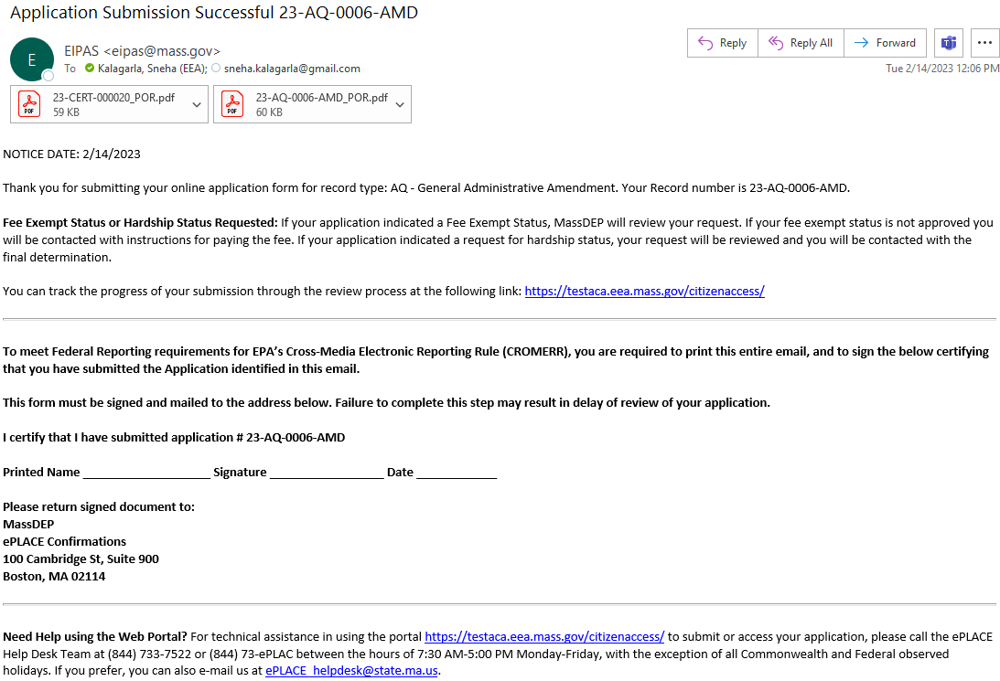 Application Submission Successful 23-AQ-0006-AMD
E
EIPAS <eipas@mass.gov>
To Kalagarla, Sneha (EEA); sneha.kalagarla@gmail.com
Reply
Reply All
Forward
Tue 2/14/2023 12:06 PM
PDF
23-CERT-000020_POR.pdf
59 KB
PDF
23-AQ-0006-AMD_POR.pdf
60 KB
NOTICE DATE: 2/14/2023
Thank you for submitting your online application form for record type: AQ - General Administrative Amendment. Your Record number is 23-AQ-0006-AMD.
Fee Exempt Status or Hardship Status Requested: If your application indicated a Fee Exempt Status, MassDEP will review your request. If your fee exempt status is not approved you
will be contacted with instructions for paying the fee. If your application indicated a request for hardship status, your request will be reviewed and you will be contacted with the
final determination.
You can track the progress of your submission through the review process at the following link: https://testaca.eea.mass.gov/citizenaccess/
To meet Federal Reporting requirements for EPA's Cross-Media Electronic Reporting Rule (CROMERR), you are required to print this entire email, and to sign the below certifying
that you have submitted the Application identified in this email.
This form must be signed and mailed to the address below. Failure to complete this step may result in delay of review of your application.
I certify that I have submitted application # 23-AQ-0006-AMD
Printed Name ____________________ Signature __________________ Date _____________
Please return signed document to:
MassDEP
ePLACE Confirmations
100 Cambridge St, Suite 900
Boston, MA 02114
Need Help using the Web Portal? For technical assistance in using the portal https://testaca.eea.mass.gov/citizenaccess/ to submit or access your application, please call the ePLACE
Help Desk Team at (844) 733-7522 or (844) 73-ePLAC between the hours of 7:30 AM-5:00 PM Monday-Friday, with the exception of all Commonwealth and Federal observed
holidays. If you prefer, you can also e-mail us at ePLACE_helpdesk@state.ma.us.